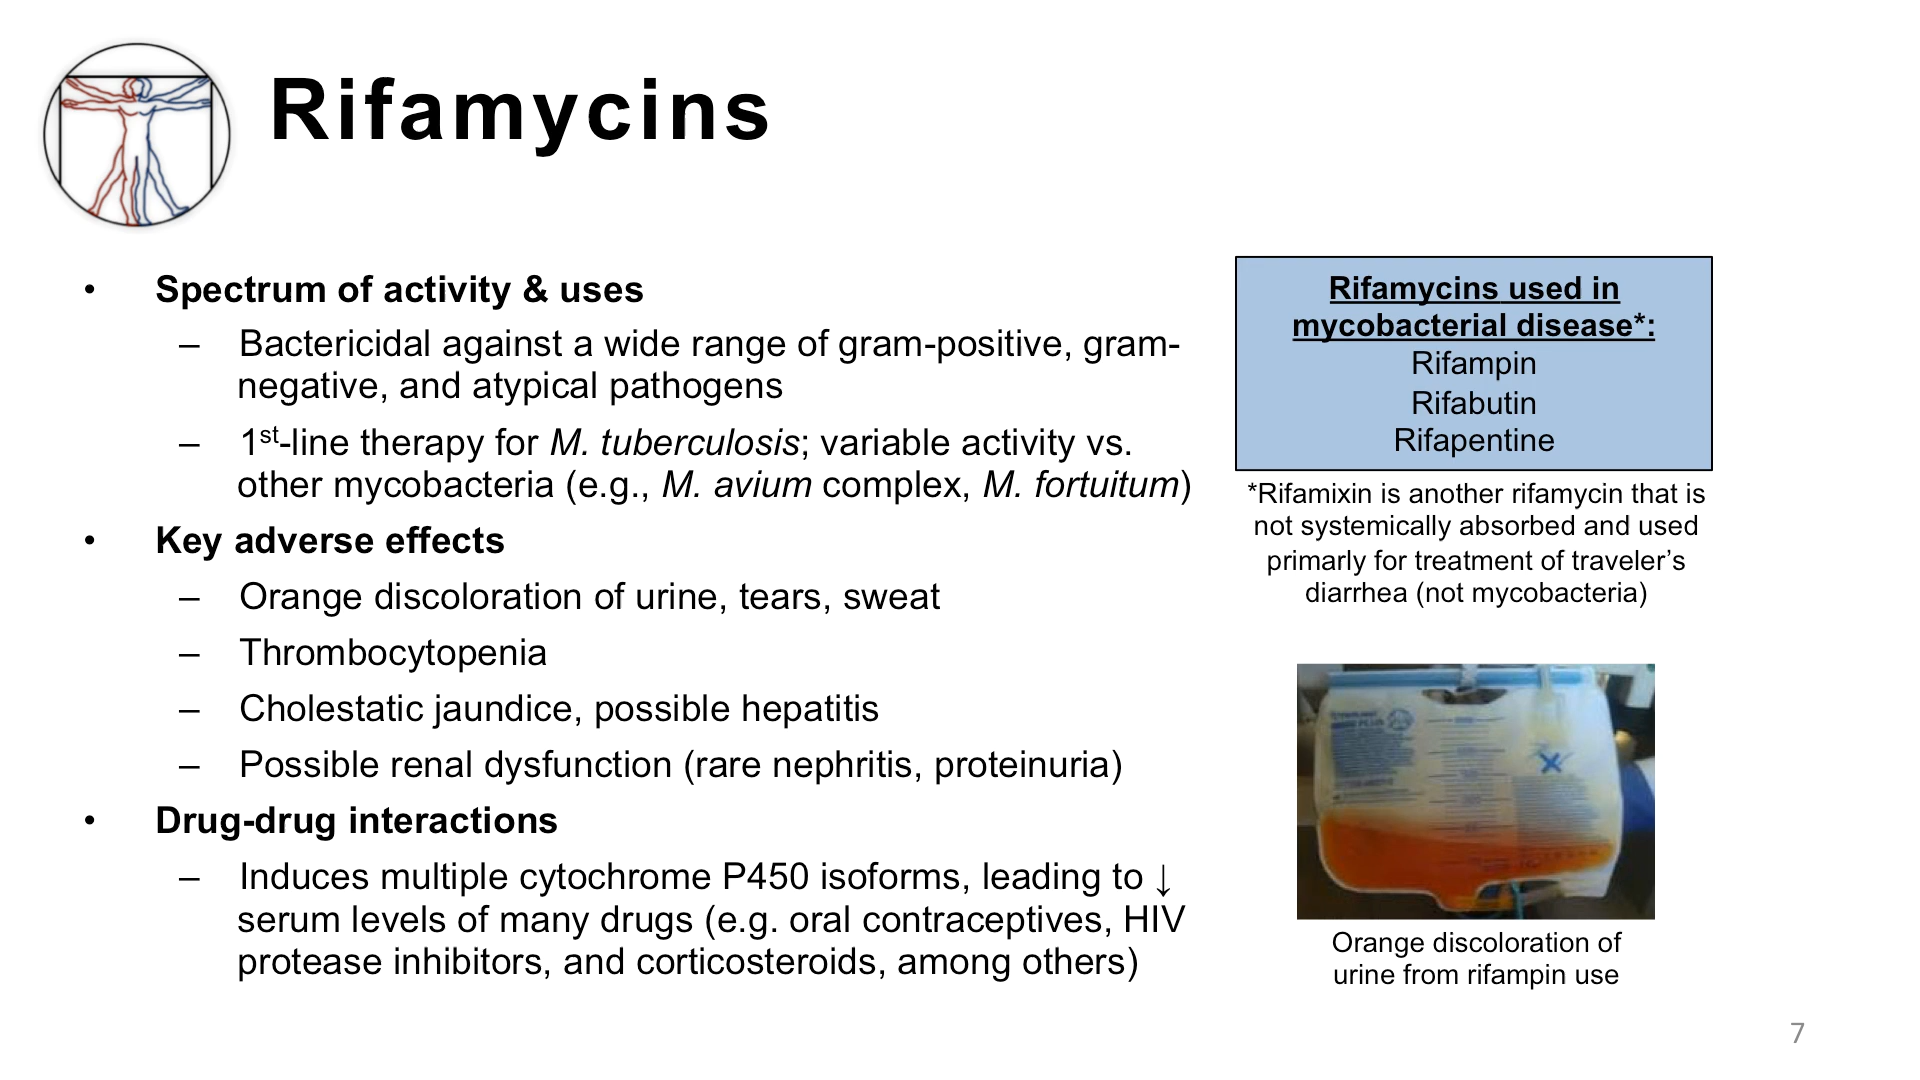 Rifamycins
• Spectrum of activity & uses
– Bactericidal against a wide range of gram-positive, gram-
negative, and atypical pathogens
– 1st-line therapy for M. tuberculosis; variable activity vs.
other mycobacteria (e.g., M. avium complex, M. fortuitum)
• Key adverse effects
– Orange discoloration of urine, tears, sweat
– Thrombocytopenia
– Cholestatic jaundice, possible hepatitis
– Possible renal dysfunction (rare nephritis, proteinuria)
• Drug-drug interactions
– Induces multiple cytochrome P450 isoforms, leading to ↓
serum levels of many drugs (e.g. oral contraceptives, HIV
protease inhibitors, and corticosteroids, among others)
Rifamycins used in
mycobacterial disease*:
Rifampin
Rifabutin
Rifapentine
*Rifamixin is another rifamycin that is
not systemically absorbed and used
primarly for treatment of traveler’s
diarrhea (not mycobacteria)
Orange discoloration of
urine from rifampin use
7